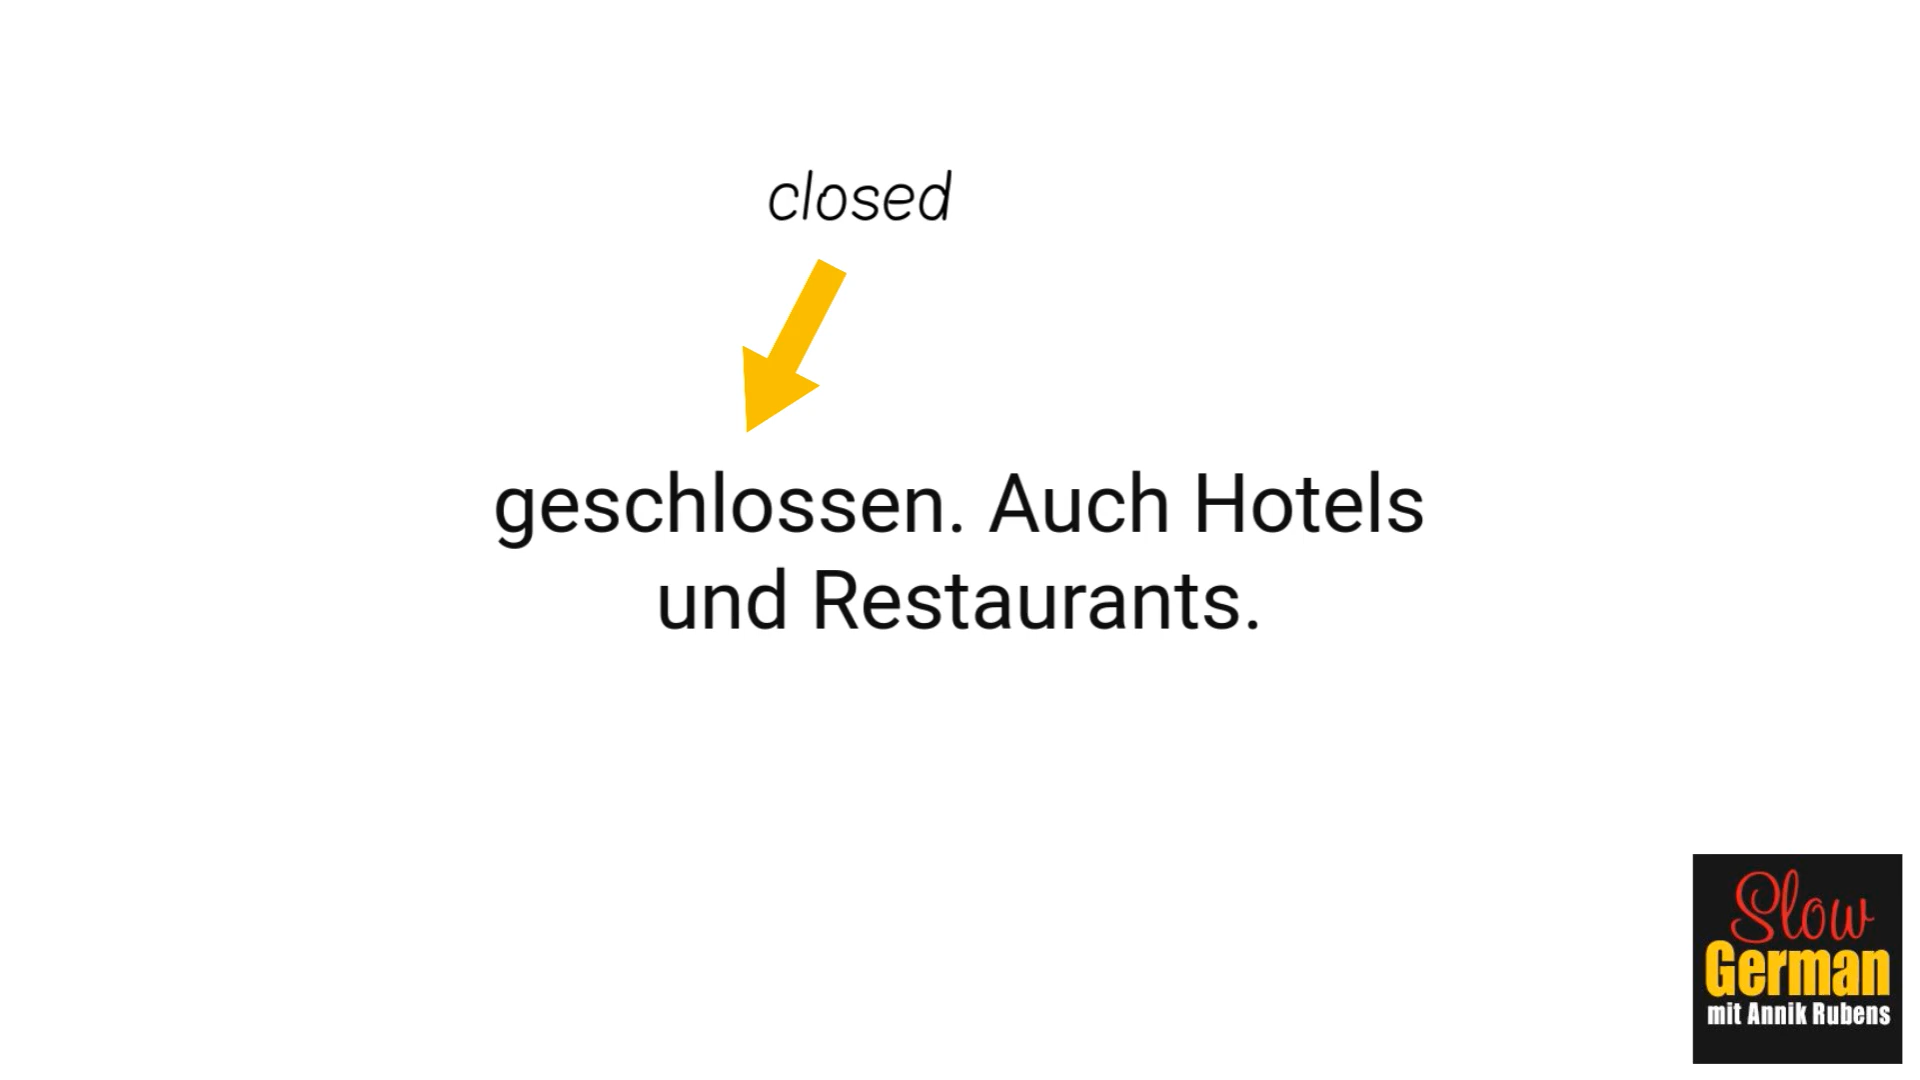 closed
geschlossen. Auch Hotels
und Restaurants.
Slow
German
mit Annik Rubens